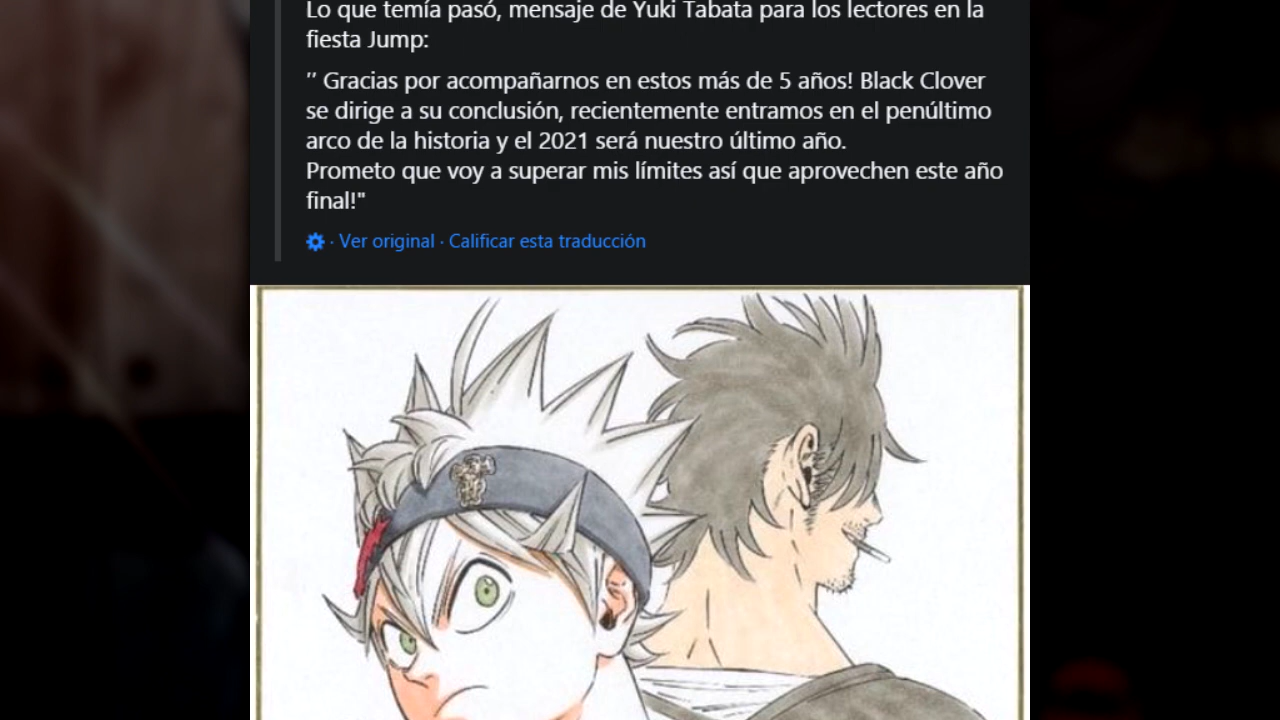 Lo que temía pasó, mensaje de Yuki Tabata para los lectores en la
fiesta Jump:
″ Gracias por acompañarnos en estos más de 5 años! Black Clover
se dirige a su conclusión, recientemente entramos en el penúltimo
arco de la historia y el 2021 será nuestro último año.
Prometo que voy a superar mis límites así que aprovechen este año
final!"
· Ver original · Calificar esta traducción